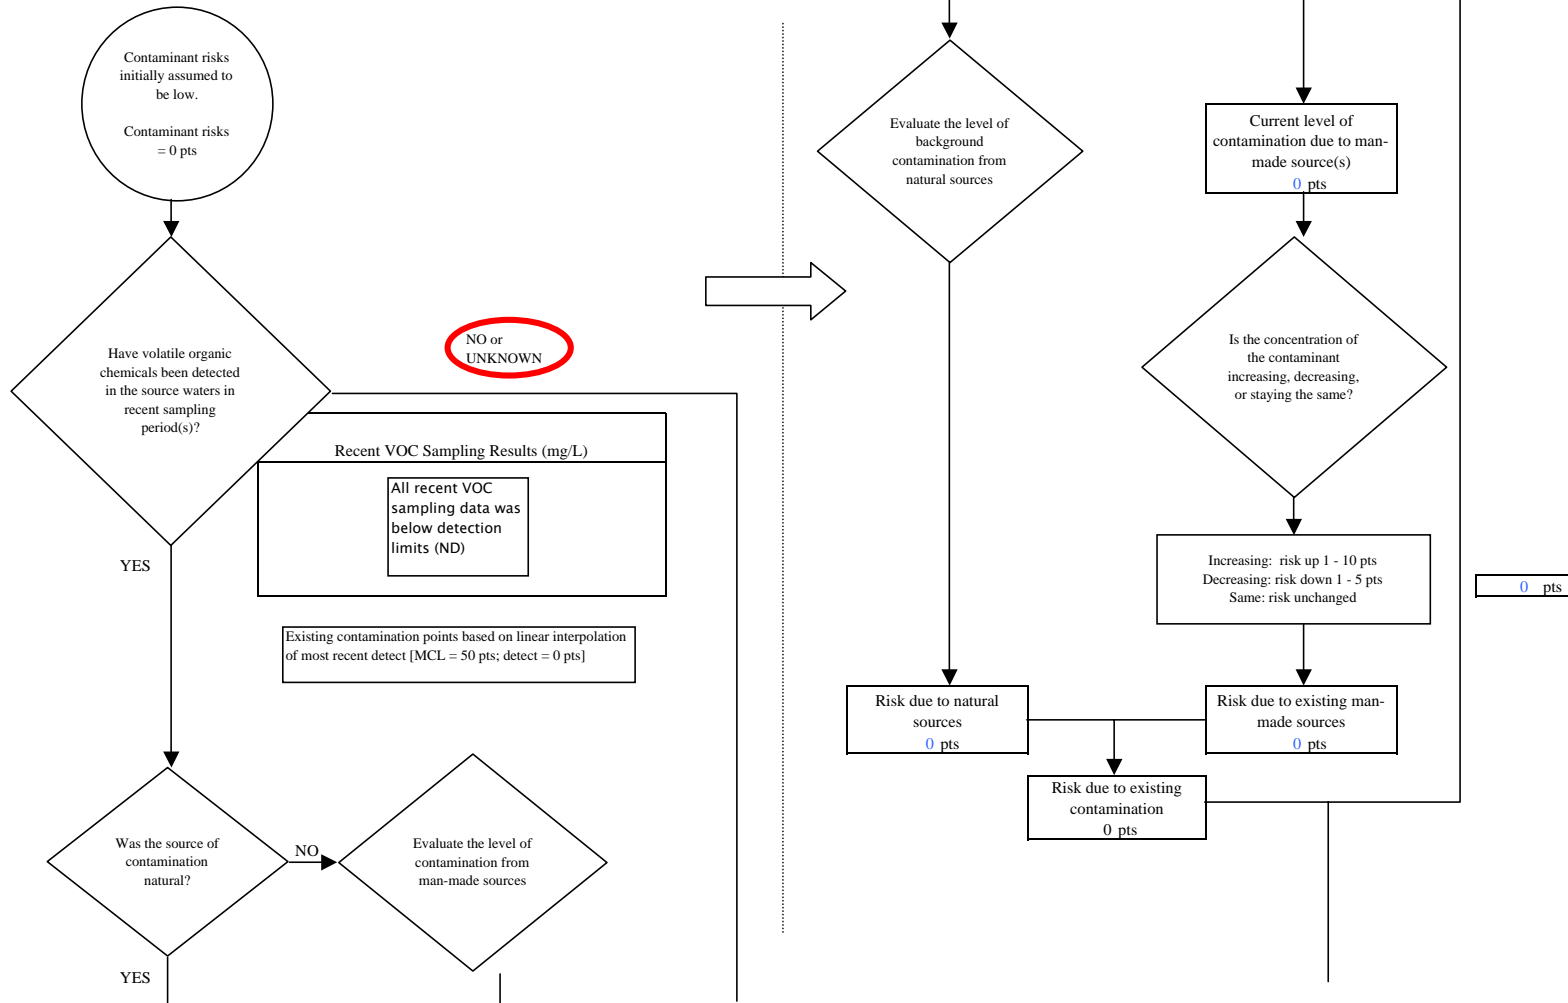 Contaminant risks
initially assumed to
be low.
Contaminant risks
= 0 pts
Have volatile organic
chemicals been detected
in the source waters in
recent sampling
period(s)?
NO or
UNKNOWN
Recent VOC Sampling Results (mg/L)
All recent VOC
sampling data was
below detection
limits (ND)
YES
Existing contamination points based on linear interpolation
of most recent detect [MCL = 50 pts; detect = 0 pts]
Was the source of
contamination
natural?
NO
Evaluate the level of
contamination from
man-made sources
YES
Evaluate the level of
background
contamination from
natural sources
Current level of
contamination due to man-
made source(s)
0 pts
Is the concentration of
the contaminant
increasing, decreasing,
or staying the same?
Increasing: risk up 1 - 10 pts
Decreasing: risk down 1 - 5 pts
Same: risk unchanged
0 pts
Risk due to natural
sources
0 pts
Risk due to existing man-
made sources
0 pts
Risk due to existing
contamination
0 pts